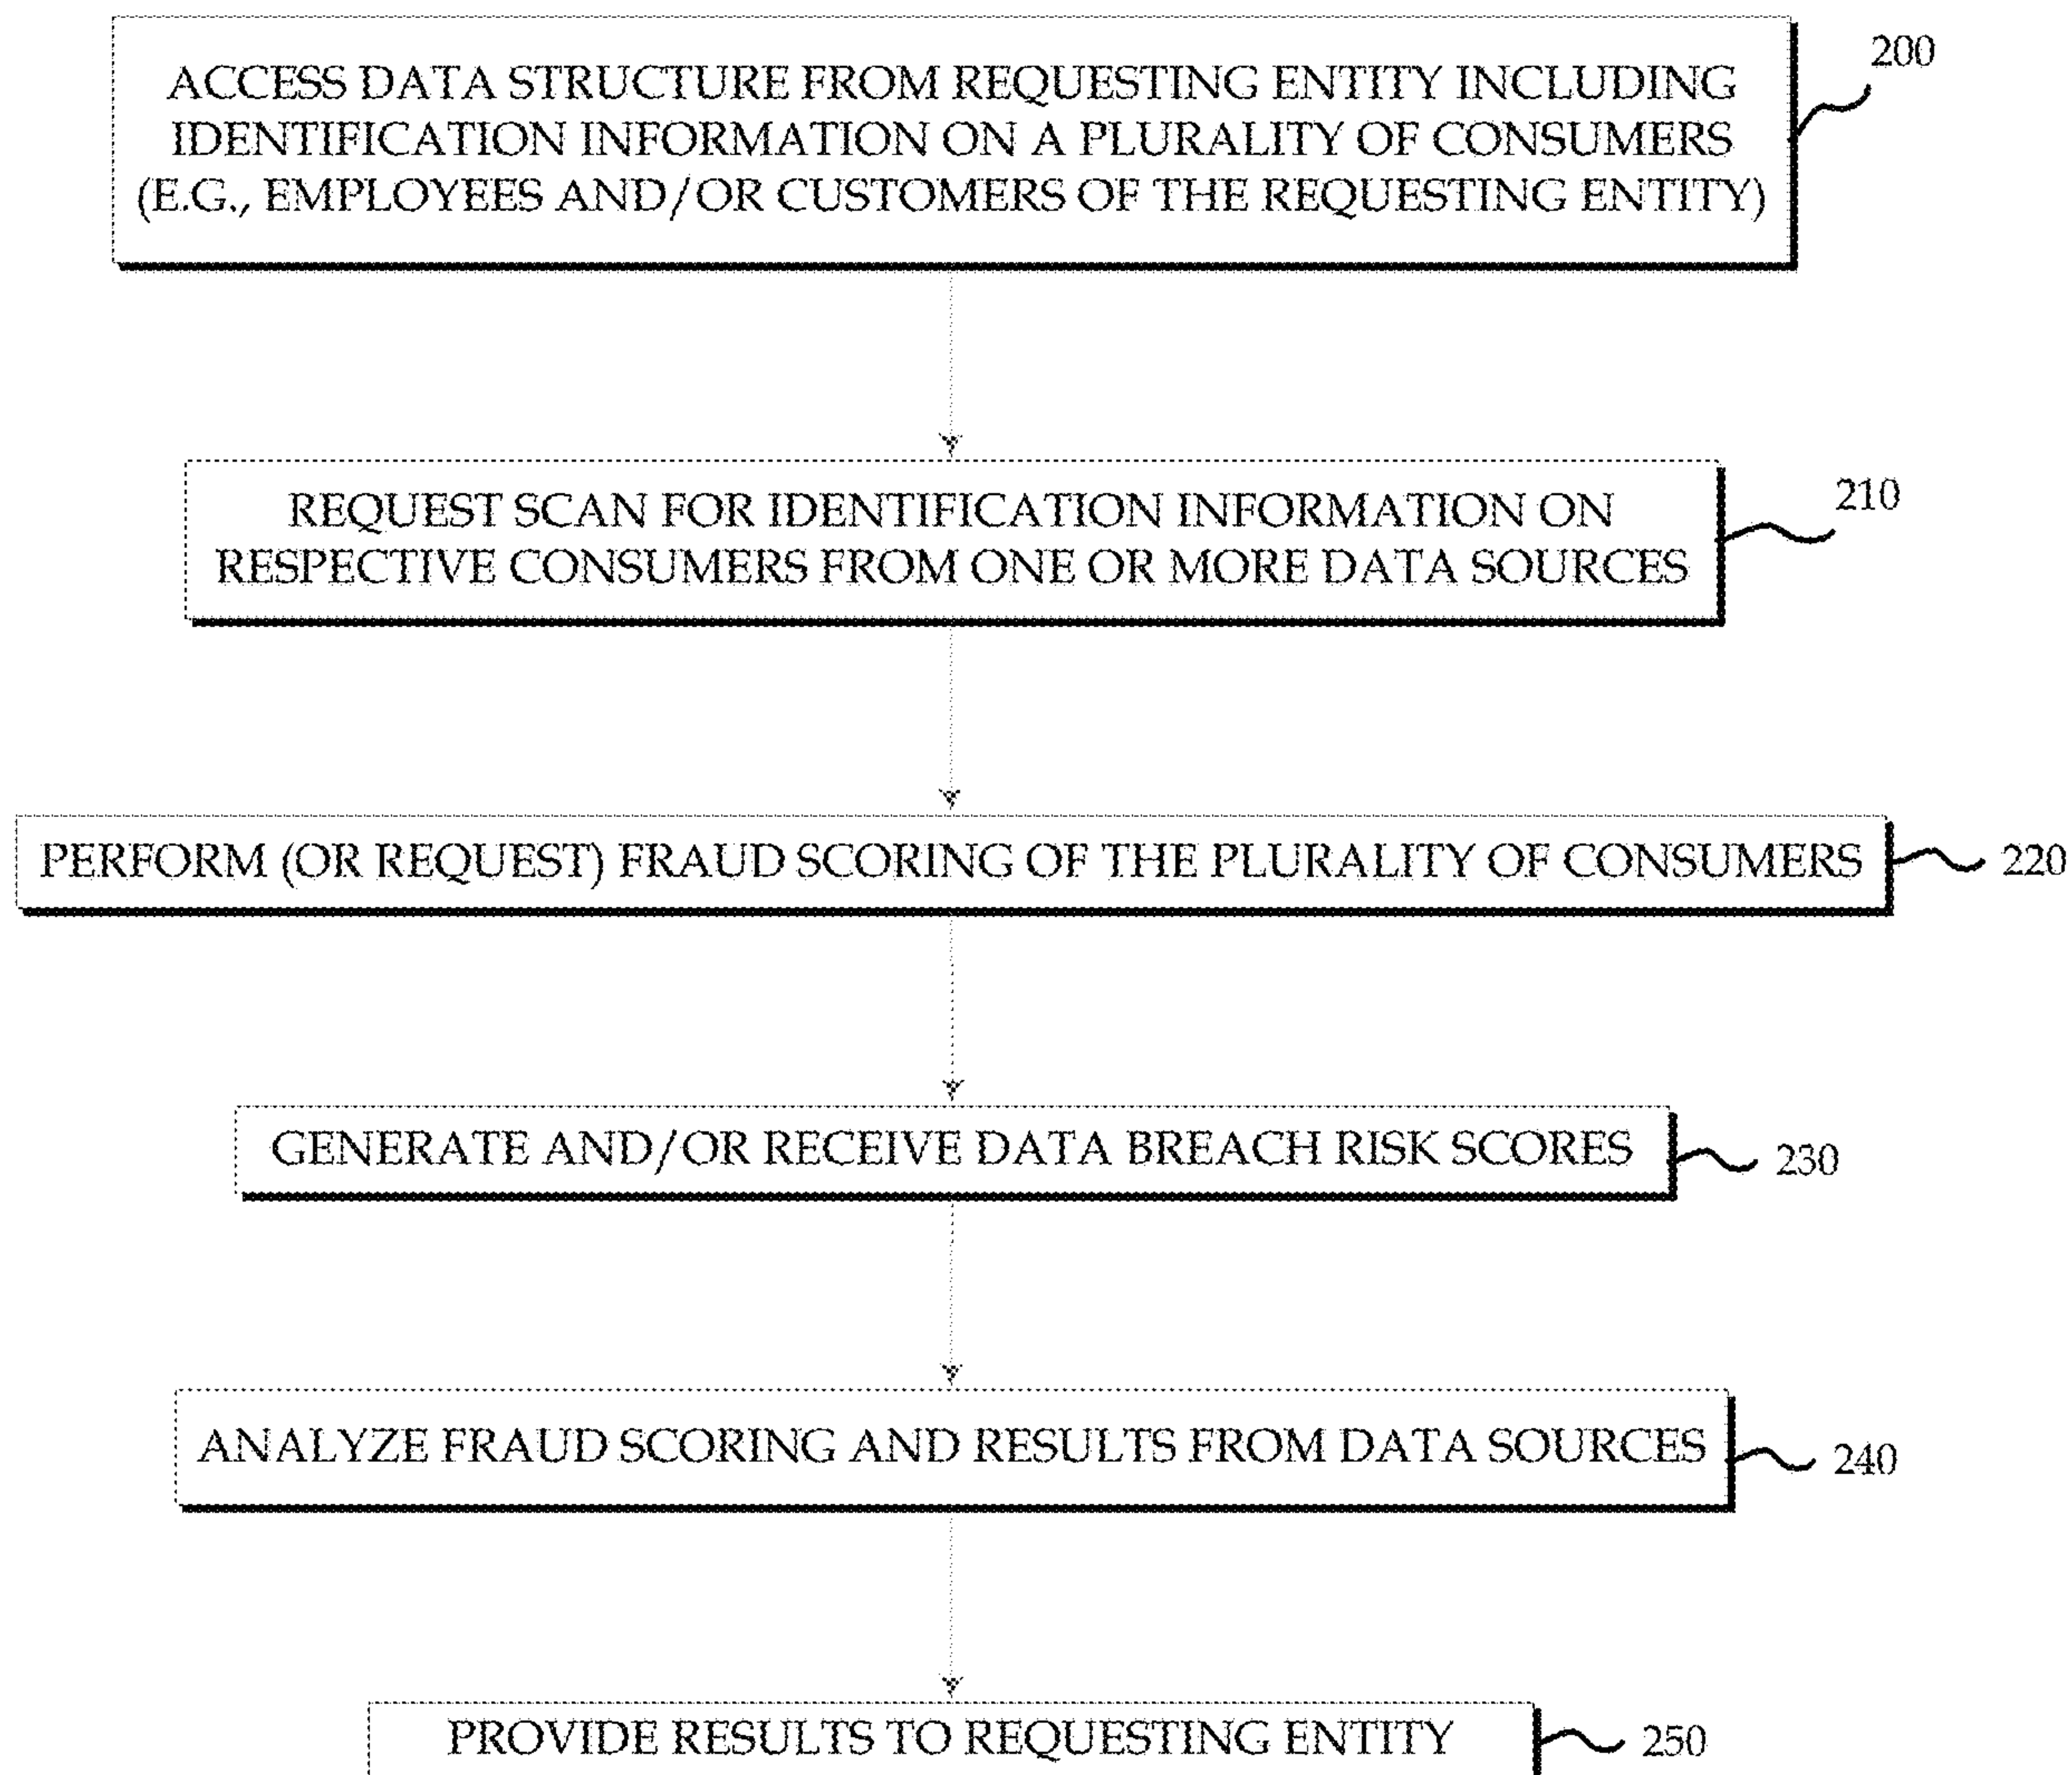 ACCESS DATA STRUCTURE FROM REQUESTING ENTITY INCLUDING
IDENTIFICATION INFORMATION ON A PLURALITY OF CONSUMERS
(E.G., EMPLOYEES AND/OR CUSTOMERS OF THE REQUESTING ENTITY)
200
REQUEST SCAN FOR IDENTIFICATION INFORMATION ON
RESPECTIVE CONSUMERS FROM ONE OR MORE DATA SOURCES
210
PERFORM (OR REQUEST) FRAUD SCORING OF THE PLURALITY OF CONSUMERS
220
GENERATE AND/OR RECEIVE DATA BREACH RISK SCORES
230
ANALYZE FRAUD SCORING AND RESULTS FROM DATA SOURCES
240
PROVIDE RESULTS TO REQUESTING ENTITY
250